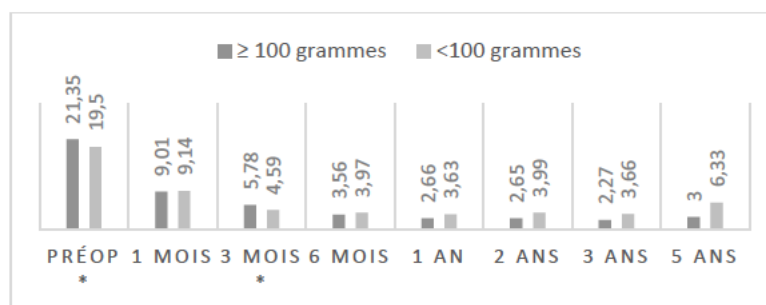 ≥ 100 grammes <100 grammes
21,35 19,5 9,01 9,14 5,78 4,59 3,56 3,97 2,66 3,63 2,65 3,99 2,27 3,66 3 6,33
PRÉOP 1 MOIS 3 MOIS 6 MOIS 1 AN 2 ANS 3 ANS 5 ANS
* *